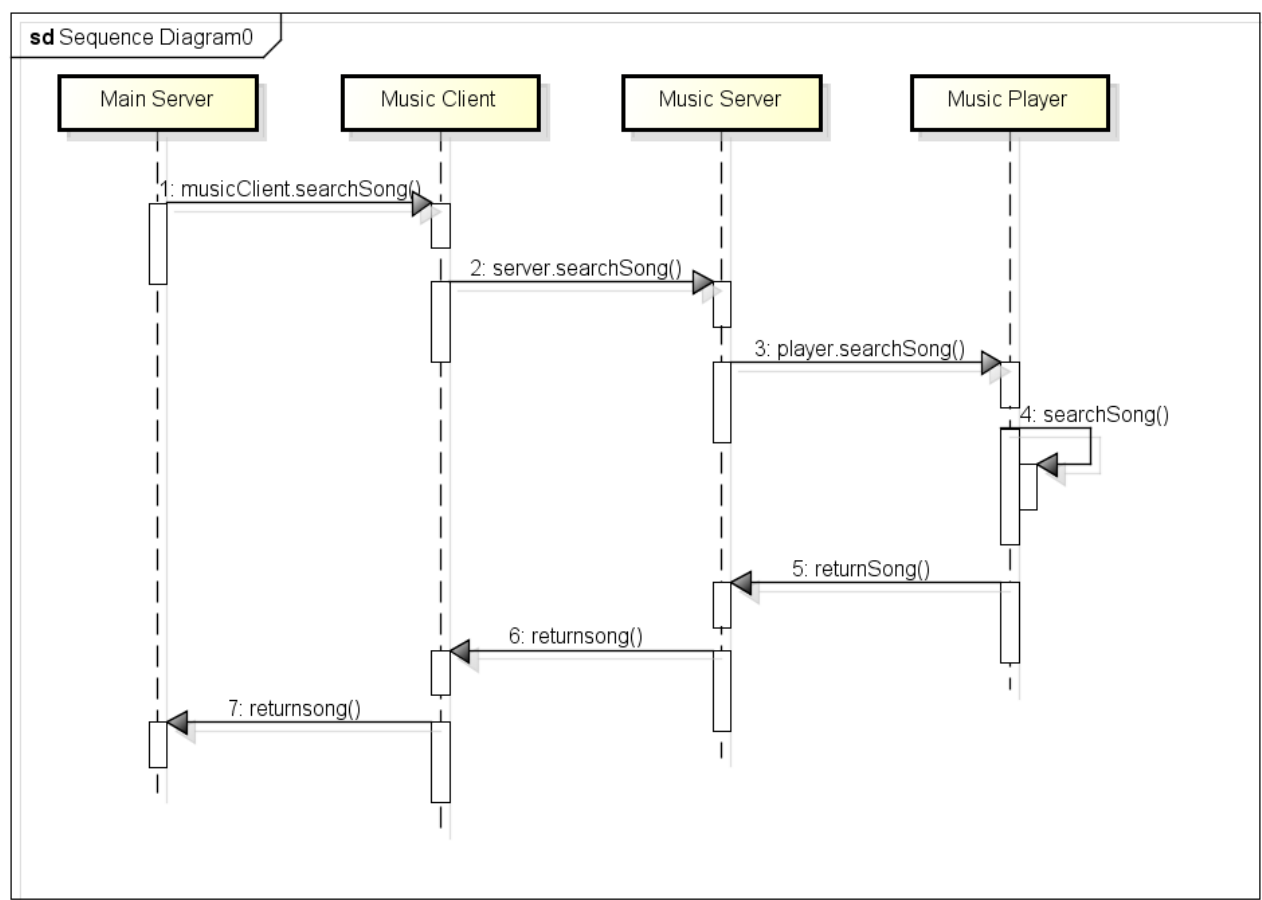 sd Sequence Diagram0
Main Server
Music Client
Music Server
Music Player
1: musicClient.searchSong()
2: server.searchSong()
3: player.searchSong()
4: searchSong()
5: returnSong()
6: returnsong()
7: returnsong()